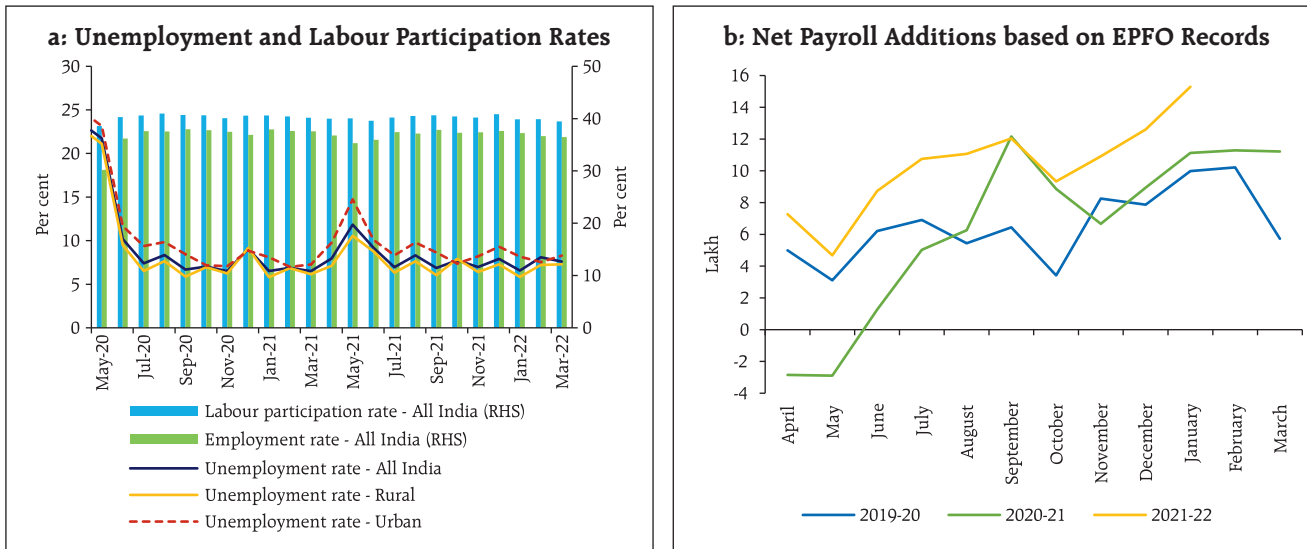 a: Unemployment and Labour Participation Rates
30
25
20
15
10
5
0
Per cent
50
40
30
20
10
0
Per cent
May-20
Jul-20
Sep-20
Nov-20
Jan-21
Mar-21
May-21
Jul-21
Sep-21
Nov-21
Jan-22
Mar-22
Labour participation rate - All India (RHS)
Employment rate - All India (RHS)
Unemployment rate - All India
Unemployment rate - Rural
Unemployment rate - Urban
b: Net Payroll Additions based on EPFO Records
16
14
12
10
8
6
4
2
0
-2
-4
Lakh
April
May
June
July
August
September
October
November
December
January
February
March
2019-20
2020-21
2021-22